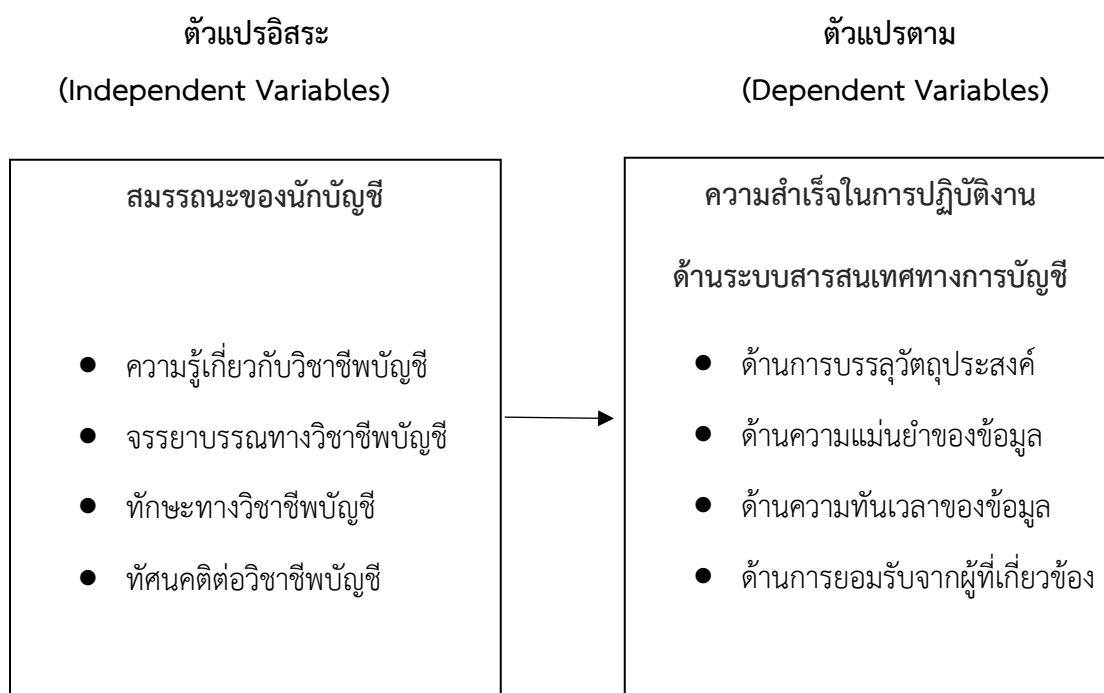 ตัวแปรอิสระ
(Independent Variables)
สมรรถนะของนักบัญชี
● ความรู้เกี่ยวกับวิชาชีพบัญชี
● จรรยาบรรณทางวิชาชีพบัญชี
● ทักษะทางวิชาชีพบัญชี
● ทัศนคติต่อวิชาชีพบัญชี
ตัวแปรตาม
(Dependent Variables)
ความสำเร็จในการปฏิบัติงาน
ด้านระบบสารสนเทศทางการบัญชี
● ด้านการบรรลุวัตถุประสงค์
● ด้านความแม่นยำของข้อมูล
● ด้านความทันเวลาของข้อมูล
● ด้านการยอมรับจากผู้ที่เกี่ยวข้อง